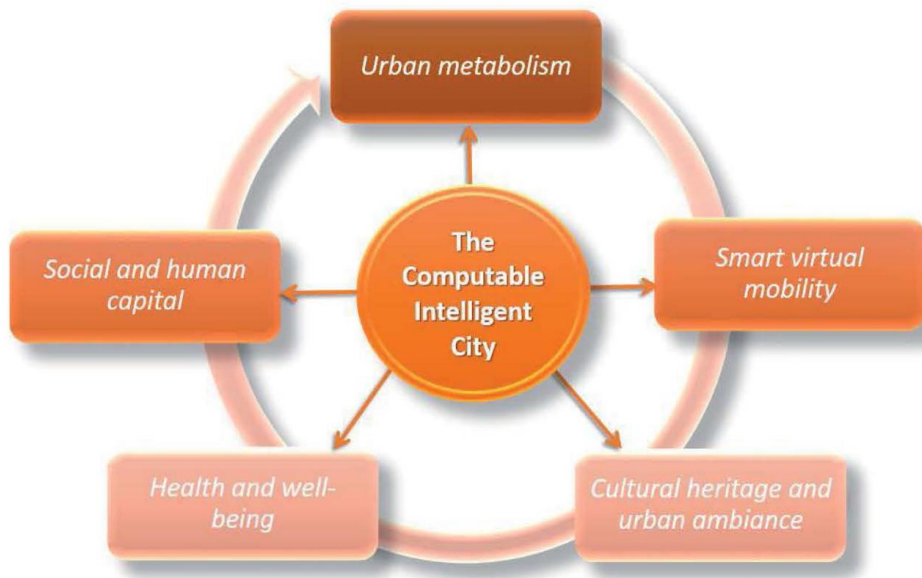 Urban metabolism
Social and human
capital
The
Computable
Intelligent
City
Smart virtual
mobility
Health and well-
being
Cultural heritage and
urban ambiance